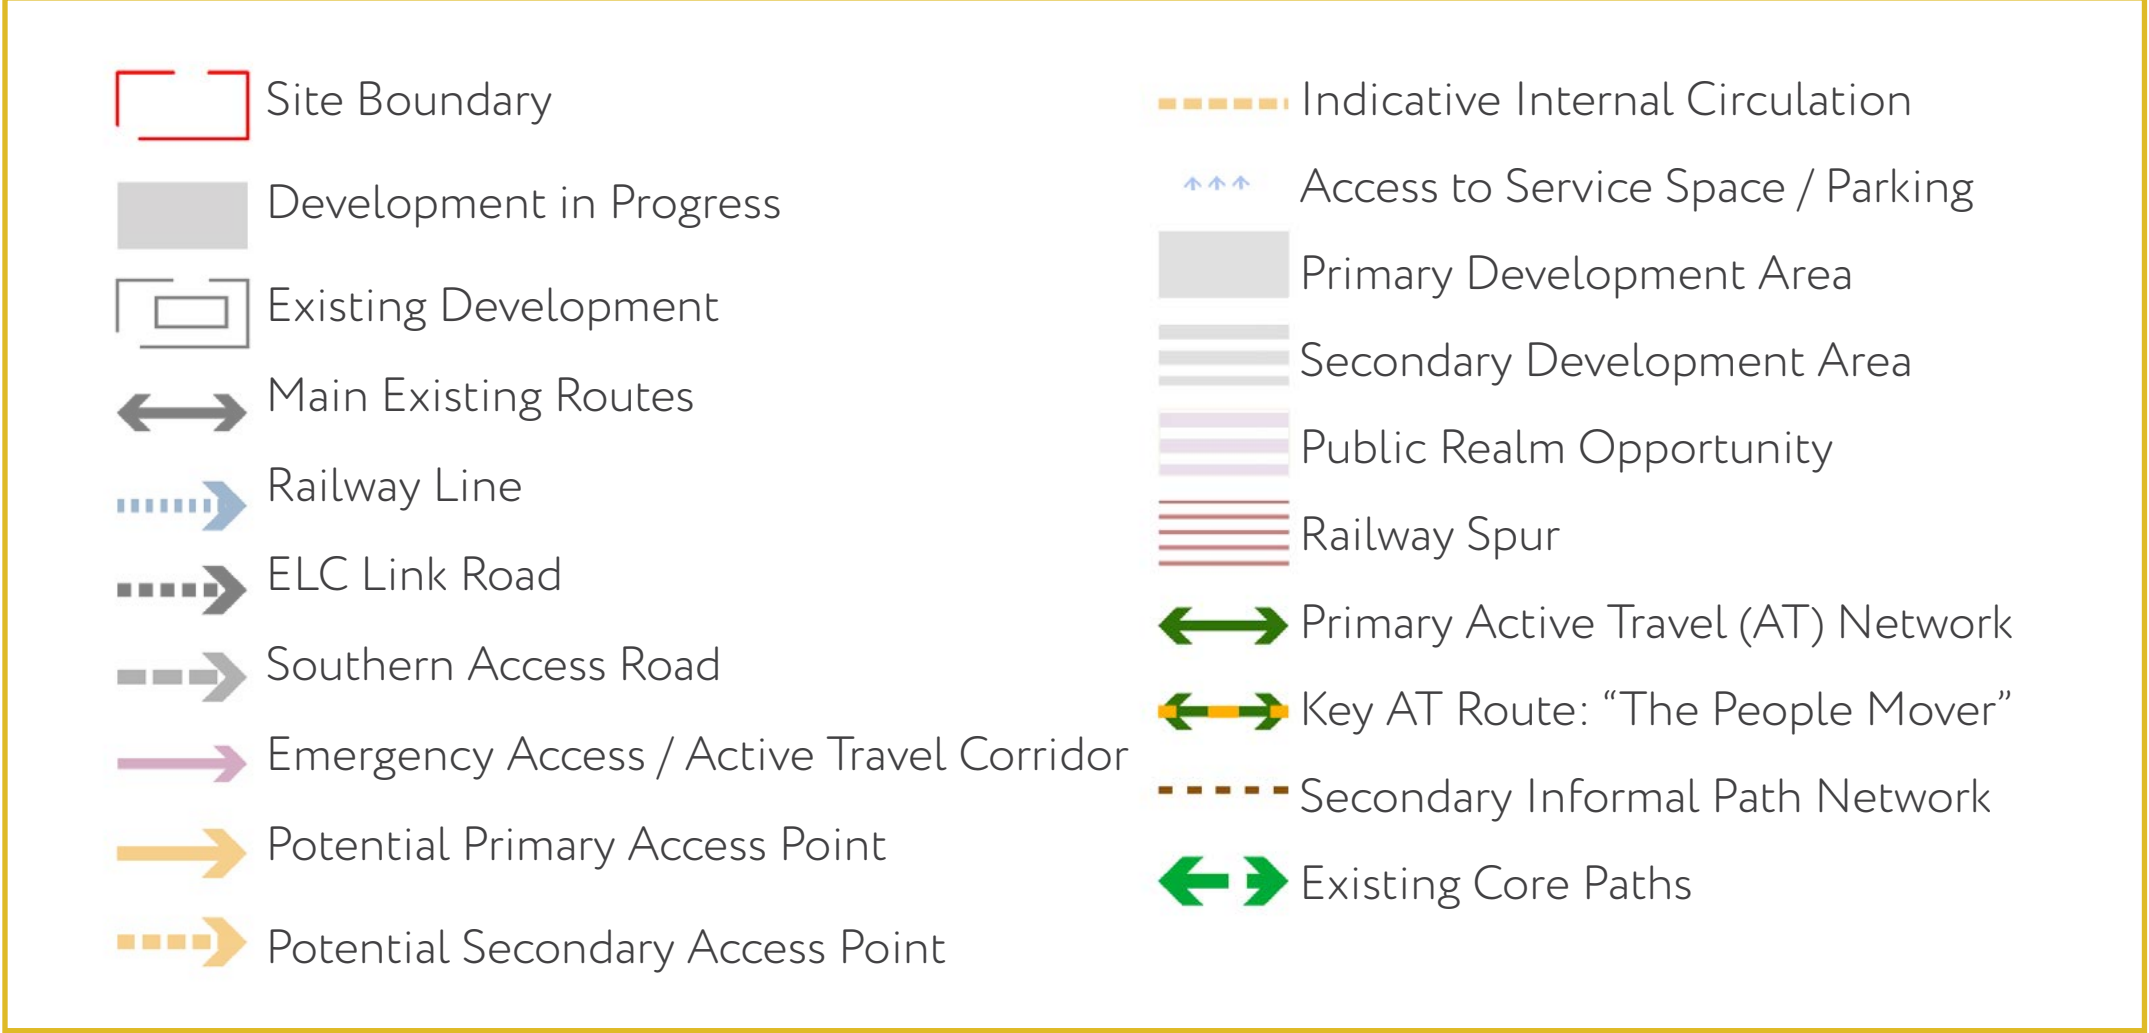 Site Boundary
Development in Progress
Existing Development
Main Existing Routes
Railway Line
ELC Link Road
Southern Access Road
Emergency Access / Active Travel Corridor
Potential Primary Access Point
Potential Secondary Access Point
Indicative Internal Circulation
Access to Service Space / Parking
Primary Development Area
Secondary Development Area
Public Realm Opportunity
Railway Spur
Primary Active Travel (AT) Network
Key AT Route: “The People Mover”
Secondary Informal Path Network
Existing Core Paths